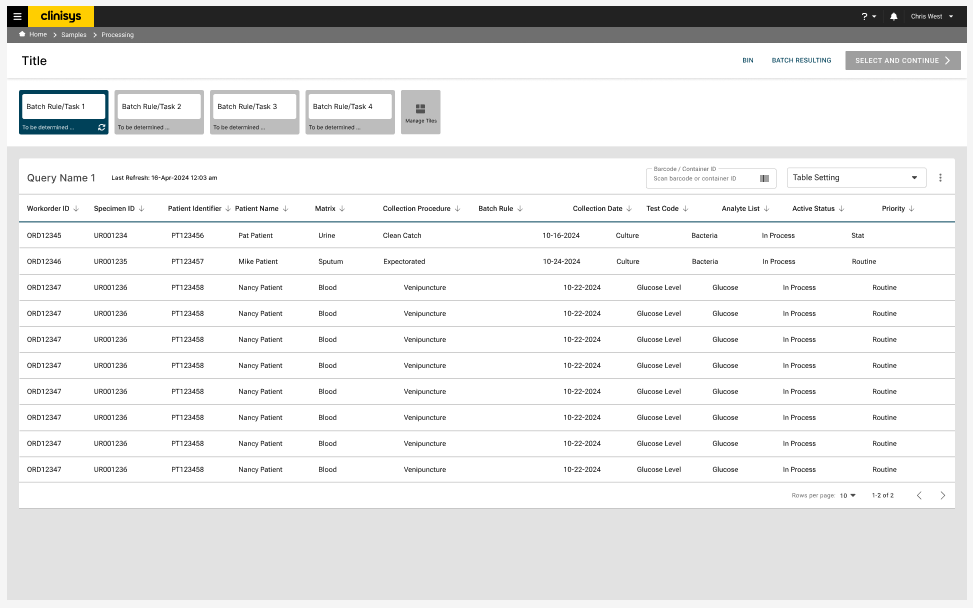 clinisys
?
Chris West
Home > Samples > Processing
Title
BIN
BATCH RESULTING
SELECT AND CONTINUE
Batch Rule/Task 1
To be determined ...
Batch Rule/Task 2
To be determined ...
Batch Rule/Task 3
To be determined ...
Batch Rule/Task 4
To be determined ...
Manage Tiles
Query Name 1
Last Refresh: 16-Apr-2024 12:03 am
Barcode / Container ID
Scan barcode or container ID
Table Setting
Workorder ID Specimen ID Patient Identifier Patient Name Matrix Collection Procedure Batch Rule Collection Date Test Code Analyte List Active Status Priority
ORD12345 UR001234 PT123456 Pat Patient Urine Clean Catch 10-16-2024 Culture Bacteria In Process Stat
ORD12346 UR001235 PT123457 Mike Patient Sputum Expectorated 10-24-2024 Culture Bacteria In Process Routine
ORD12347 UR001236 PT123458 Nancy Patient Blood Venipuncture 10-22-2024 Glucose Level Glucose In Process Routine
ORD12347 UR001236 PT123458 Nancy Patient Blood Venipuncture 10-22-2024 Glucose Level Glucose In Process Routine
ORD12347 UR001236 PT123458 Nancy Patient Blood Venipuncture 10-22-2024 Glucose Level Glucose In Process Routine
ORD12347 UR001236 PT123458 Nancy Patient Blood Venipuncture 10-22-2024 Glucose Level Glucose In Process Routine
ORD12347 UR001236 PT123458 Nancy Patient Blood Venipuncture 10-22-2024 Glucose Level Glucose In Process Routine
ORD12347 UR001236 PT123458 Nancy Patient Blood Venipuncture 10-22-2024 Glucose Level Glucose In Process Routine
ORD12347 UR001236 PT123458 Nancy Patient Blood Venipuncture 10-22-2024 Glucose Level Glucose In Process Routine
ORD12347 UR001236 PT123458 Nancy Patient Blood Venipuncture 10-22-2024 Glucose Level Glucose In Process Routine
Rows per page: 10 1-2 of 2